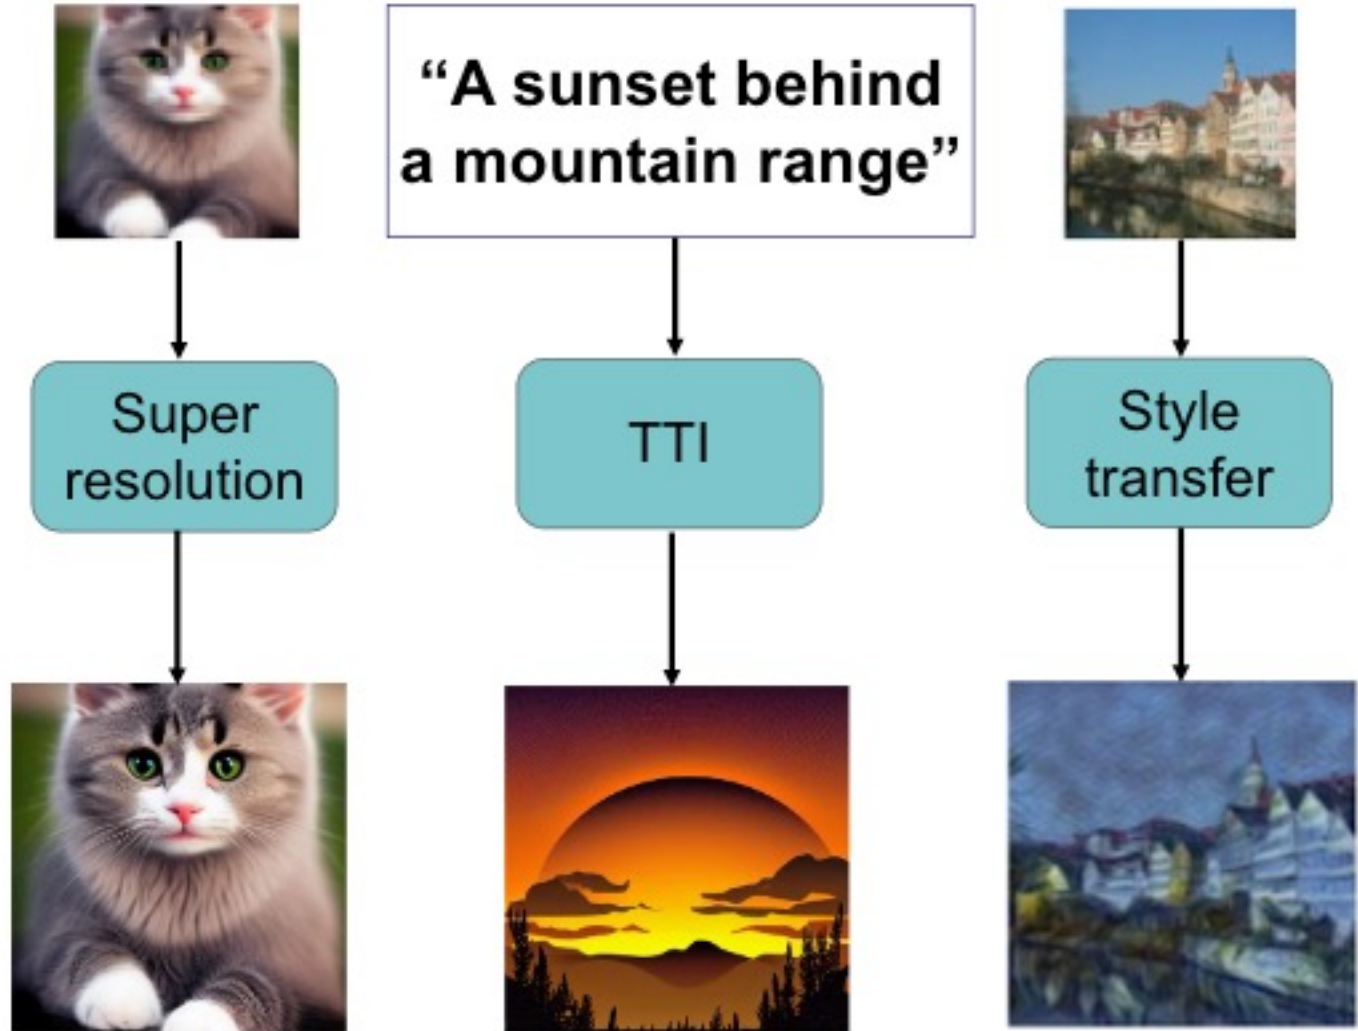 “A sunset behind
a mountain range”
Super
resolution
TTI
Style
transfer